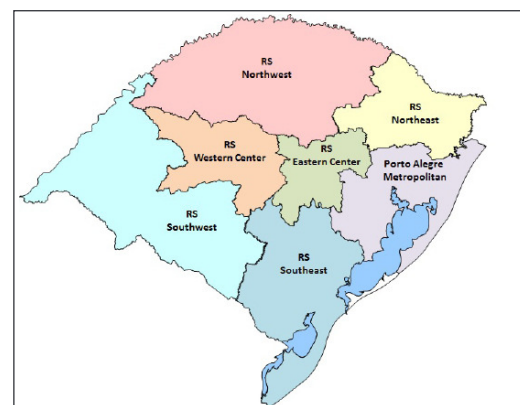 RS
Northwest
RS
Northeast
RS
Western Center
RS
Eastern Center
Porto Alegre
Metropolitan
RS
Southwest
RS
Southeast